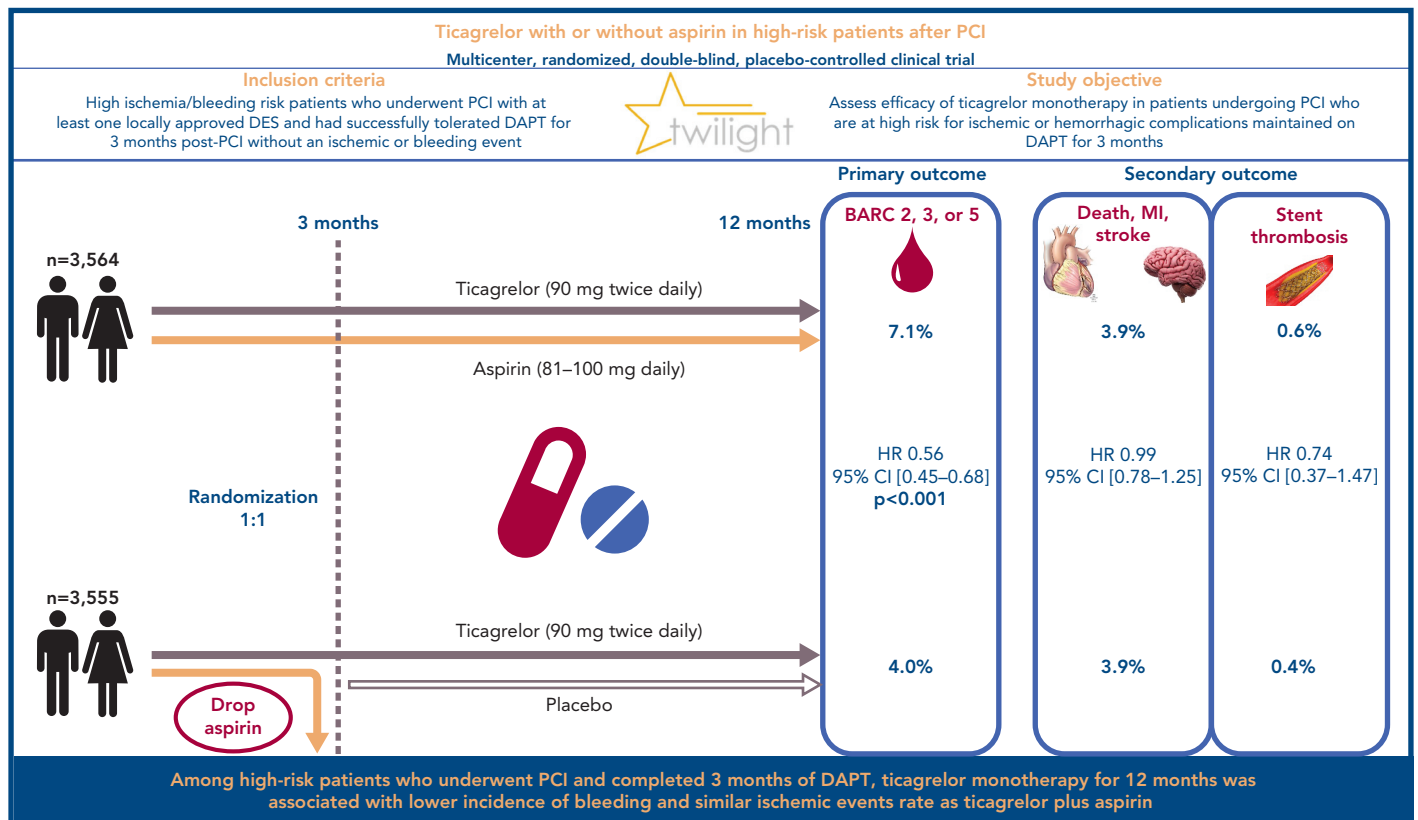 Ticagrelor with or without aspirin in high-risk patients after PCI
Multicenter, randomized, double-blind, placebo-controlled clinical trial
Inclusion criteria
High ischemia/bleeding risk patients who underwent PCI with at
least one locally approved DES and had successfully tolerated DAPT for
3 months post-PCI without an ischemic or bleeding event
twilight
Study objective
Assess efficacy of ticagrelor monotherapy in patients undergoing PCI who
are at high risk for ischemic or hemorrhagic complications maintained on
DAPT for 3 months
Primary outcome
Secondary outcome
3 months
12 months
BARC 2, 3, or 5
Death, MI,
stroke
Stent
thrombosis
n=3,564
Ticagrelor (90 mg twice daily)
Aspirin (81–100 mg daily)
7.1%
3.9%
0.6%
Randomization
1:1
HR 0.56
95% CI [0.45–0.68]
p<0.001
HR 0.99
95% CI [0.78–1.25]
HR 0.74
95% CI [0.37–1.47]
n=3,555
Ticagrelor (90 mg twice daily)
Drop
aspirin
Placebo
4.0%
3.9%
0.4%
Among high-risk patients who underwent PCI and completed 3 months of DAPT, ticagrelor monotherapy for 12 months was
associated with lower incidence of bleeding and similar ischemic events rate as ticagrelor plus aspirin